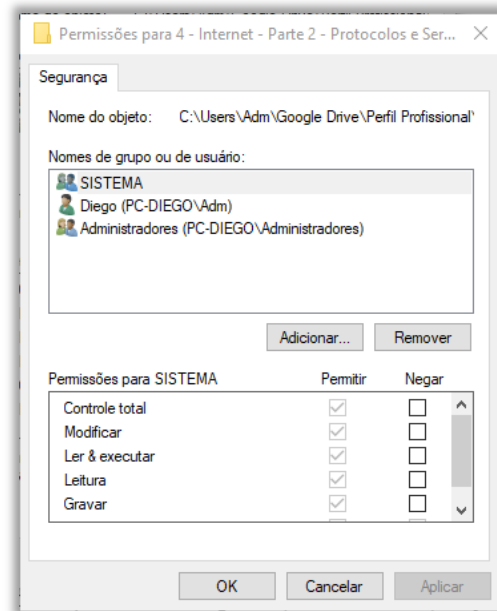 Permissões para 4 - Internet - Parte 2 - Protocolos e Ser...
Segurança
Nome do objeto: C:\Users\Adm\Google Drive\Perfil Profissional\
Nomes de grupo ou de usuário:
SISTEMA
Diego (PC-DIEGO\Adm)
Administradores (PC-DIEGO\Administradores)
Adicionar... Remover
Permissões para SISTEMA Permitir Negar
Controle total
Modificar
Ler & executar
Leitura
Gravar
OK Cancelar Aplicar